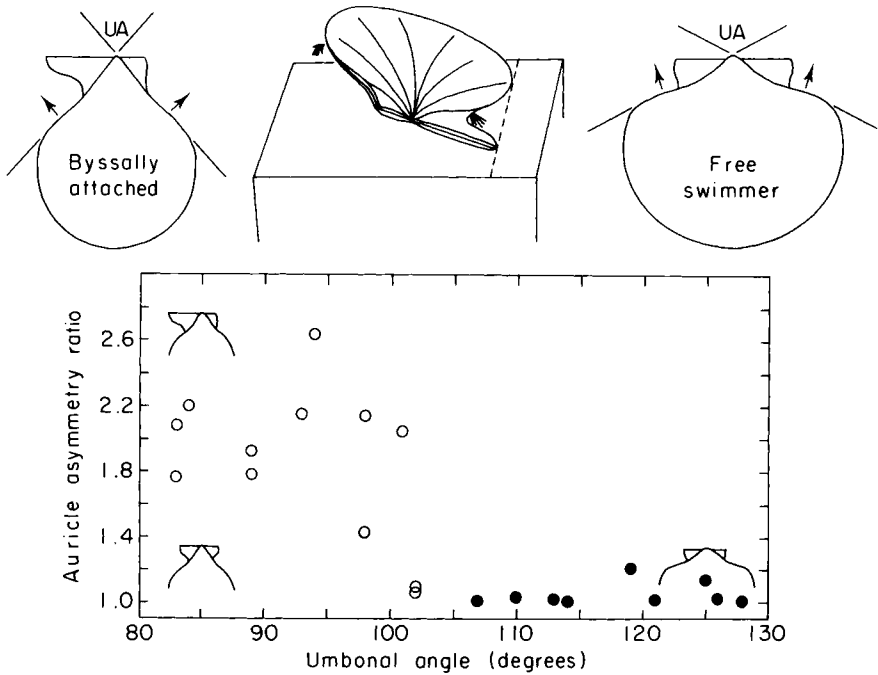 UA
Byssally
attached
UA
Free
swimmer
Auricle asymmetry ratio
2.6
2.2
1.8
1.4
1.0
80 90 100 110 120 130
Umbonal angle (degrees)